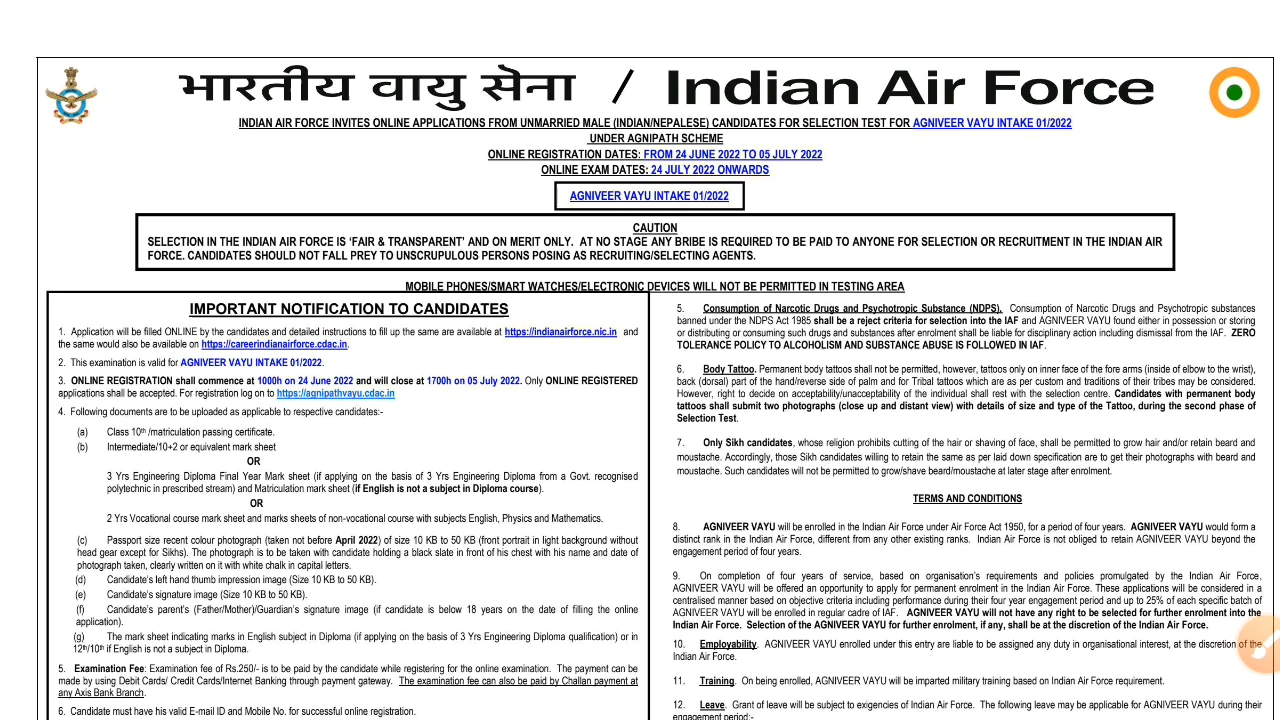 भारतीय वायु सेना / Indian Air Force
INDIAN AIR FORCE INVITES ONLINE APPLICATIONS FROM UNMARRIED MALE (INDIAN/NEPALESE) CANDIDATES FOR SELECTION TEST FOR AGNIVEER VAYU INTAKE 01/2022
UNDER AGNIPATH SCHEME
ONLINE REGISTRATION DATES: FROM 24 JUNE 2022 TO 05 JULY 2022
ONLINE EXAM DATES: 24 JULY 2022 ONWARDS
AGNIVEER VAYU INTAKE 01/2022
CAUTION
SELECTION IN THE INDIAN AIR FORCE IS ‘FAIR & TRANSPARENT’ AND ON MERIT ONLY. AT NO STAGE ANY BRIBE IS REQUIRED TO BE PAID TO ANYONE FOR SELECTION OR RECRUITMENT IN THE INDIAN AIR
FORCE. CANDIDATES SHOULD NOT FALL PREY TO UNSCRUPULOUS PERSONS POSING AS RECRUITING/SELECTING AGENTS.
MOBILE PHONES/SMART WATCHES/ELECTRONIC DEVICES WILL NOT BE PERMITTED IN TESTING AREA
IMPORTANT NOTIFICATION TO CANDIDATES
1. Application will be filled ONLINE by the candidates and detailed instructions to fill up the same are available at https://indianairforce.nic.in and
the same would also be available on https://careerindianairforce.cdac.in.
2. This examination is valid for AGNIVEER VAYU INTAKE 01/2022.
3. ONLINE REGISTRATION shall commence at 1000h on 24 June 2022 and will close at 1700h on 05 July 2022. Only ONLINE REGISTERED
applications shall be accepted. For registration log on to https://agnipathvayu.cdac.in
4. Following documents are to be uploaded as applicable to respective candidates:-
(a) Class 10th /matriculation passing certificate.
(b) Intermediate/10+2 or equivalent mark sheet
OR
3 Yrs Engineering Diploma Final Year Mark sheet (if applying on the basis of 3 Yrs Engineering Diploma from a Govt. recognised
polytechnic in prescribed stream) and Matriculation mark sheet (if English is not a subject in Diploma course).
OR
2 Yrs Vocational course mark sheet and marks sheets of non-vocational course with subjects English, Physics and Mathematics.
(c) Passport size recent colour photograph (taken not before April 2022) of size 10 KB to 50 KB (front portrait in light background without
head gear except for Sikhs). The photograph is to be taken with candidate holding a black slate in front of his chest with his name and date of
photograph taken, clearly written on it with white chalk in capital letters.
(d) Candidate’s left hand thumb impression image (Size 10 KB to 50 KB).
(e) Candidate’s signature image (Size 10 KB to 50 KB).
(f) Candidate’s parent’s (Father/Mother)/Guardian’s signature image (if candidate is below 18 years on the date of filling the online
application).
(g) The mark sheet indicating marks in English subject in Diploma (if applying on the basis of 3 Yrs Engineering Diploma qualification) or in
12th/10th if English is not a subject in Diploma.
5. Examination Fee: Examination fee of Rs.250/- is to be paid by the candidate while registering for the online examination. The payment can be
made by using Debit Cards/ Credit Cards/Internet Banking through payment gateway. The examination fee can also be paid by Challan payment at
any Axis Bank Branch.
6. Candidate must have his valid E-mail ID and Mobile No. for successful online registration.
5. Consumption of Narcotic Drugs and Psychotropic Substance (NDPS). Consumption of Narcotic Drugs and Psychotropic substances
banned under the NDPS Act 1985 shall be a reject criteria for selection into the IAF and AGNIVEER VAYU found either in possession or storing
or distributing or consuming such drugs and substances after enrolment shall be liable for disciplinary action including dismissal from the IAF. ZERO
TOLERANCE POLICY TO ALCOHOLISM AND SUBSTANCE ABUSE IS FOLLOWED IN IAF.
6. Body Tattoo. Permanent body tattoos shall not be permitted, however, tattoos only on inner face of the fore arms (inside of elbow to the wrist),
back (dorsal) part of the hand/reverse side of palm and for Tribal tattoos which are as per custom and traditions of their tribes may be considered.
However, right to decide on acceptability/unacceptability of the individual shall rest with the selection centre. Candidates with permanent body
tattoos shall submit two photographs (close up and distant view) with details of size and type of the Tattoo, during the second phase of
Selection Test.
7. Only Sikh candidates, whose religion prohibits cutting of the hair or shaving of face, shall be permitted to grow hair and/or retain beard and
moustache. Accordingly, those Sikh candidates willing to retain the same as per laid down specification are to get their photographs with beard and
moustache. Such candidates will not be permitted to grow/shave beard/moustache at later stage after enrolment.
TERMS AND CONDITIONS
8. AGNIVEER VAYU will be enrolled in the Indian Air Force under Air Force Act 1950, for a period of four years. AGNIVEER VAYU would form a
distinct rank in the Indian Air Force, different from any other existing ranks. Indian Air Force is not obliged to retain AGNIVEER VAYU beyond the
engagement period of four years.
9. On completion of four years of service, based on organisation’s requirements and policies promulgated by the Indian Air Force,
AGNIVEER VAYU will be offered an opportunity to apply for permanent enrolment in the Indian Air Force. These applications will be considered in a
centralised manner based on objective criteria including performance during their four year engagement period and up to 25% of each specific batch of
AGNIVEER VAYU will be enrolled in regular cadre of IAF. AGNIVEER VAYU will not have any right to be selected for further enrolment into the
Indian Air Force. Selection of the AGNIVEER VAYU for further enrolment, if any, shall be at the discretion of the Indian Air Force.
10. Employability. AGNIVEER VAYU enrolled under this entry are liable to be assigned any duty in organisational interest, at the discretion of the
Indian Air Force.
11. Training. On being enrolled, AGNIVEER VAYU will be imparted military training based on Indian Air Force requirement.
12. Leave. Grant of leave will be subject to exigencies of Indian Air Force. The following leave may be applicable for AGNIVEER VAYU during their
engagement period:-